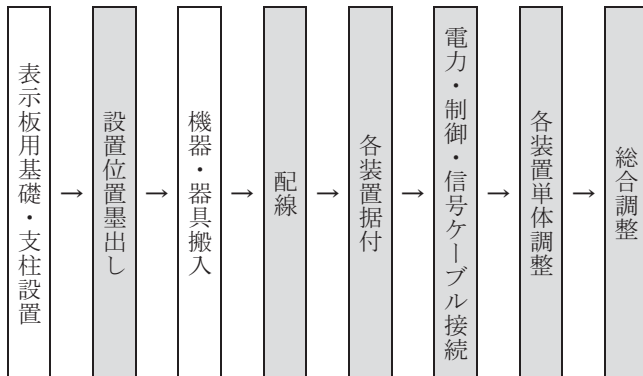 表示板用基礎・支柱設置
→
設置位置墨出し
→
機器・器具搬入
→
配線
→
各装置据付
→
電力・制御・信号ケーブル接続
→
各装置単体調整
→
総合調整